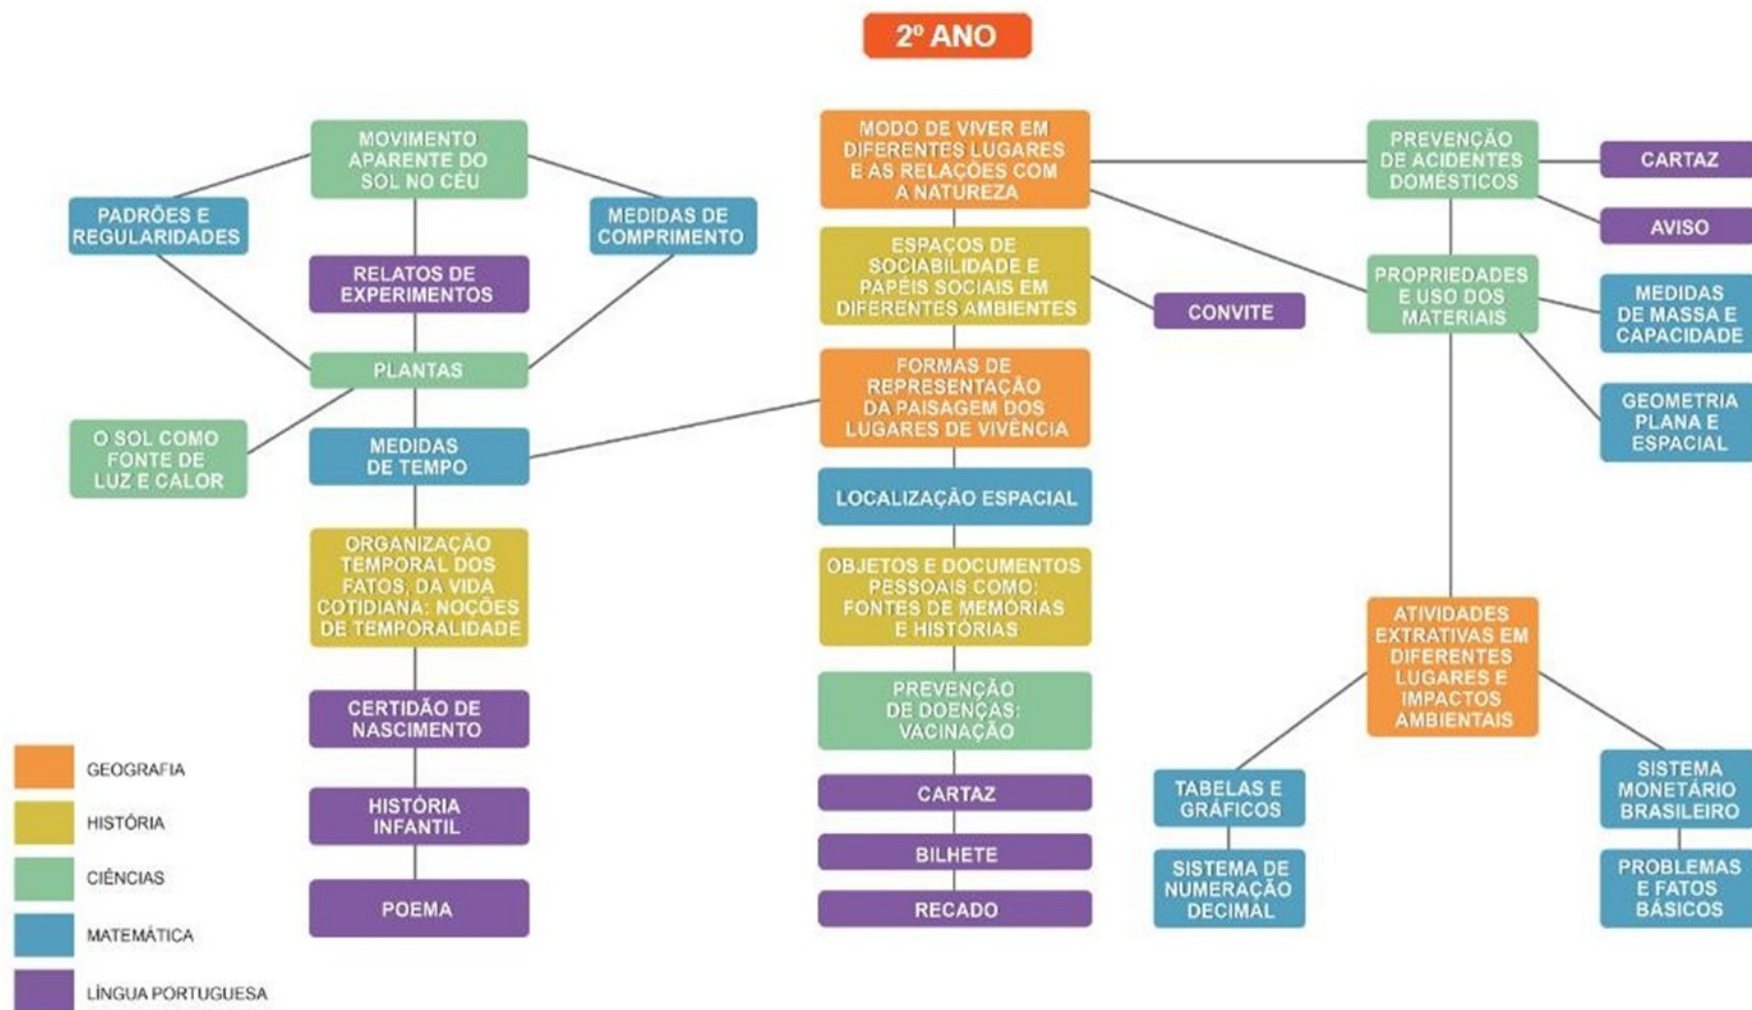 2º ANO
MOVIMENTO
APARENTE DO
SOL NO CÉU
PADRÕES E
REGULARIDADES
MEDIDAS DE
COMPRIMENTO
RELATOS DE
EXPERIMENTOS
PLANTAS
O SOL COMO
FONTE DE
LUZ E CALOR
MEDIDAS
DE TEMPO
ORGANIZAÇÃO
TEMPORAL DOS
FATOS, DA VIDA
COTIDIANA: NOÇÕES
DE TEMPORALIDADE
CERTIDÃO DE
NASCIMENTO
HISTÓRIA
INFANTIL
POEMA
MODO DE VIVER EM
DIFERENTES LUGARES
E AS RELAÇÕES COM
A NATUREZA
ESPAÇOS DE
SOCIABILIDADE E
PAPÉIS SOCIAIS EM
DIFERENTES AMBIENTES
CONVITE
FORMAS DE
REPRESENTAÇÃO
DA PAISAGEM DOS
LUGARES DE VIVÊNCIA
LOCALIZAÇÃO ESPACIAL
OBJETOS E DOCUMENTOS
PESSOAIS COMO:
FONTES DE MEMÓRIAS
E HISTÓRIAS
PREVENÇÃO
DE DOENÇAS:
VACINAÇÃO
CARTAZ
BILHETE
RECADO
PREVENÇÃO
DE ACIDENTES
DOMÉSTICOS
CARTAZ
AVISO
PROPRIEDADES
E USO DOS
MATERIAIS
MEDIDAS
DE MASSA E
CAPACIDADE
GEOMETRIA
PLANA E
ESPACIAL
ATIVIDADES
EXTRATIVAS EM
DIFERENTES
LUGARES E
IMPACTOS
AMBIENTAIS
TABELAS E
GRÁFICOS
SISTEMA DE
NUMERAÇÃO
DECIMAL
SISTEMA
MONETÁRIO
BRASILEIRO
PROBLEMAS
E FATOS
BÁSICOS
GEOGRAFIA
HISTÓRIA
CIÊNCIAS
MATEMÁTICA
LÍNGUA PORTUGUESA